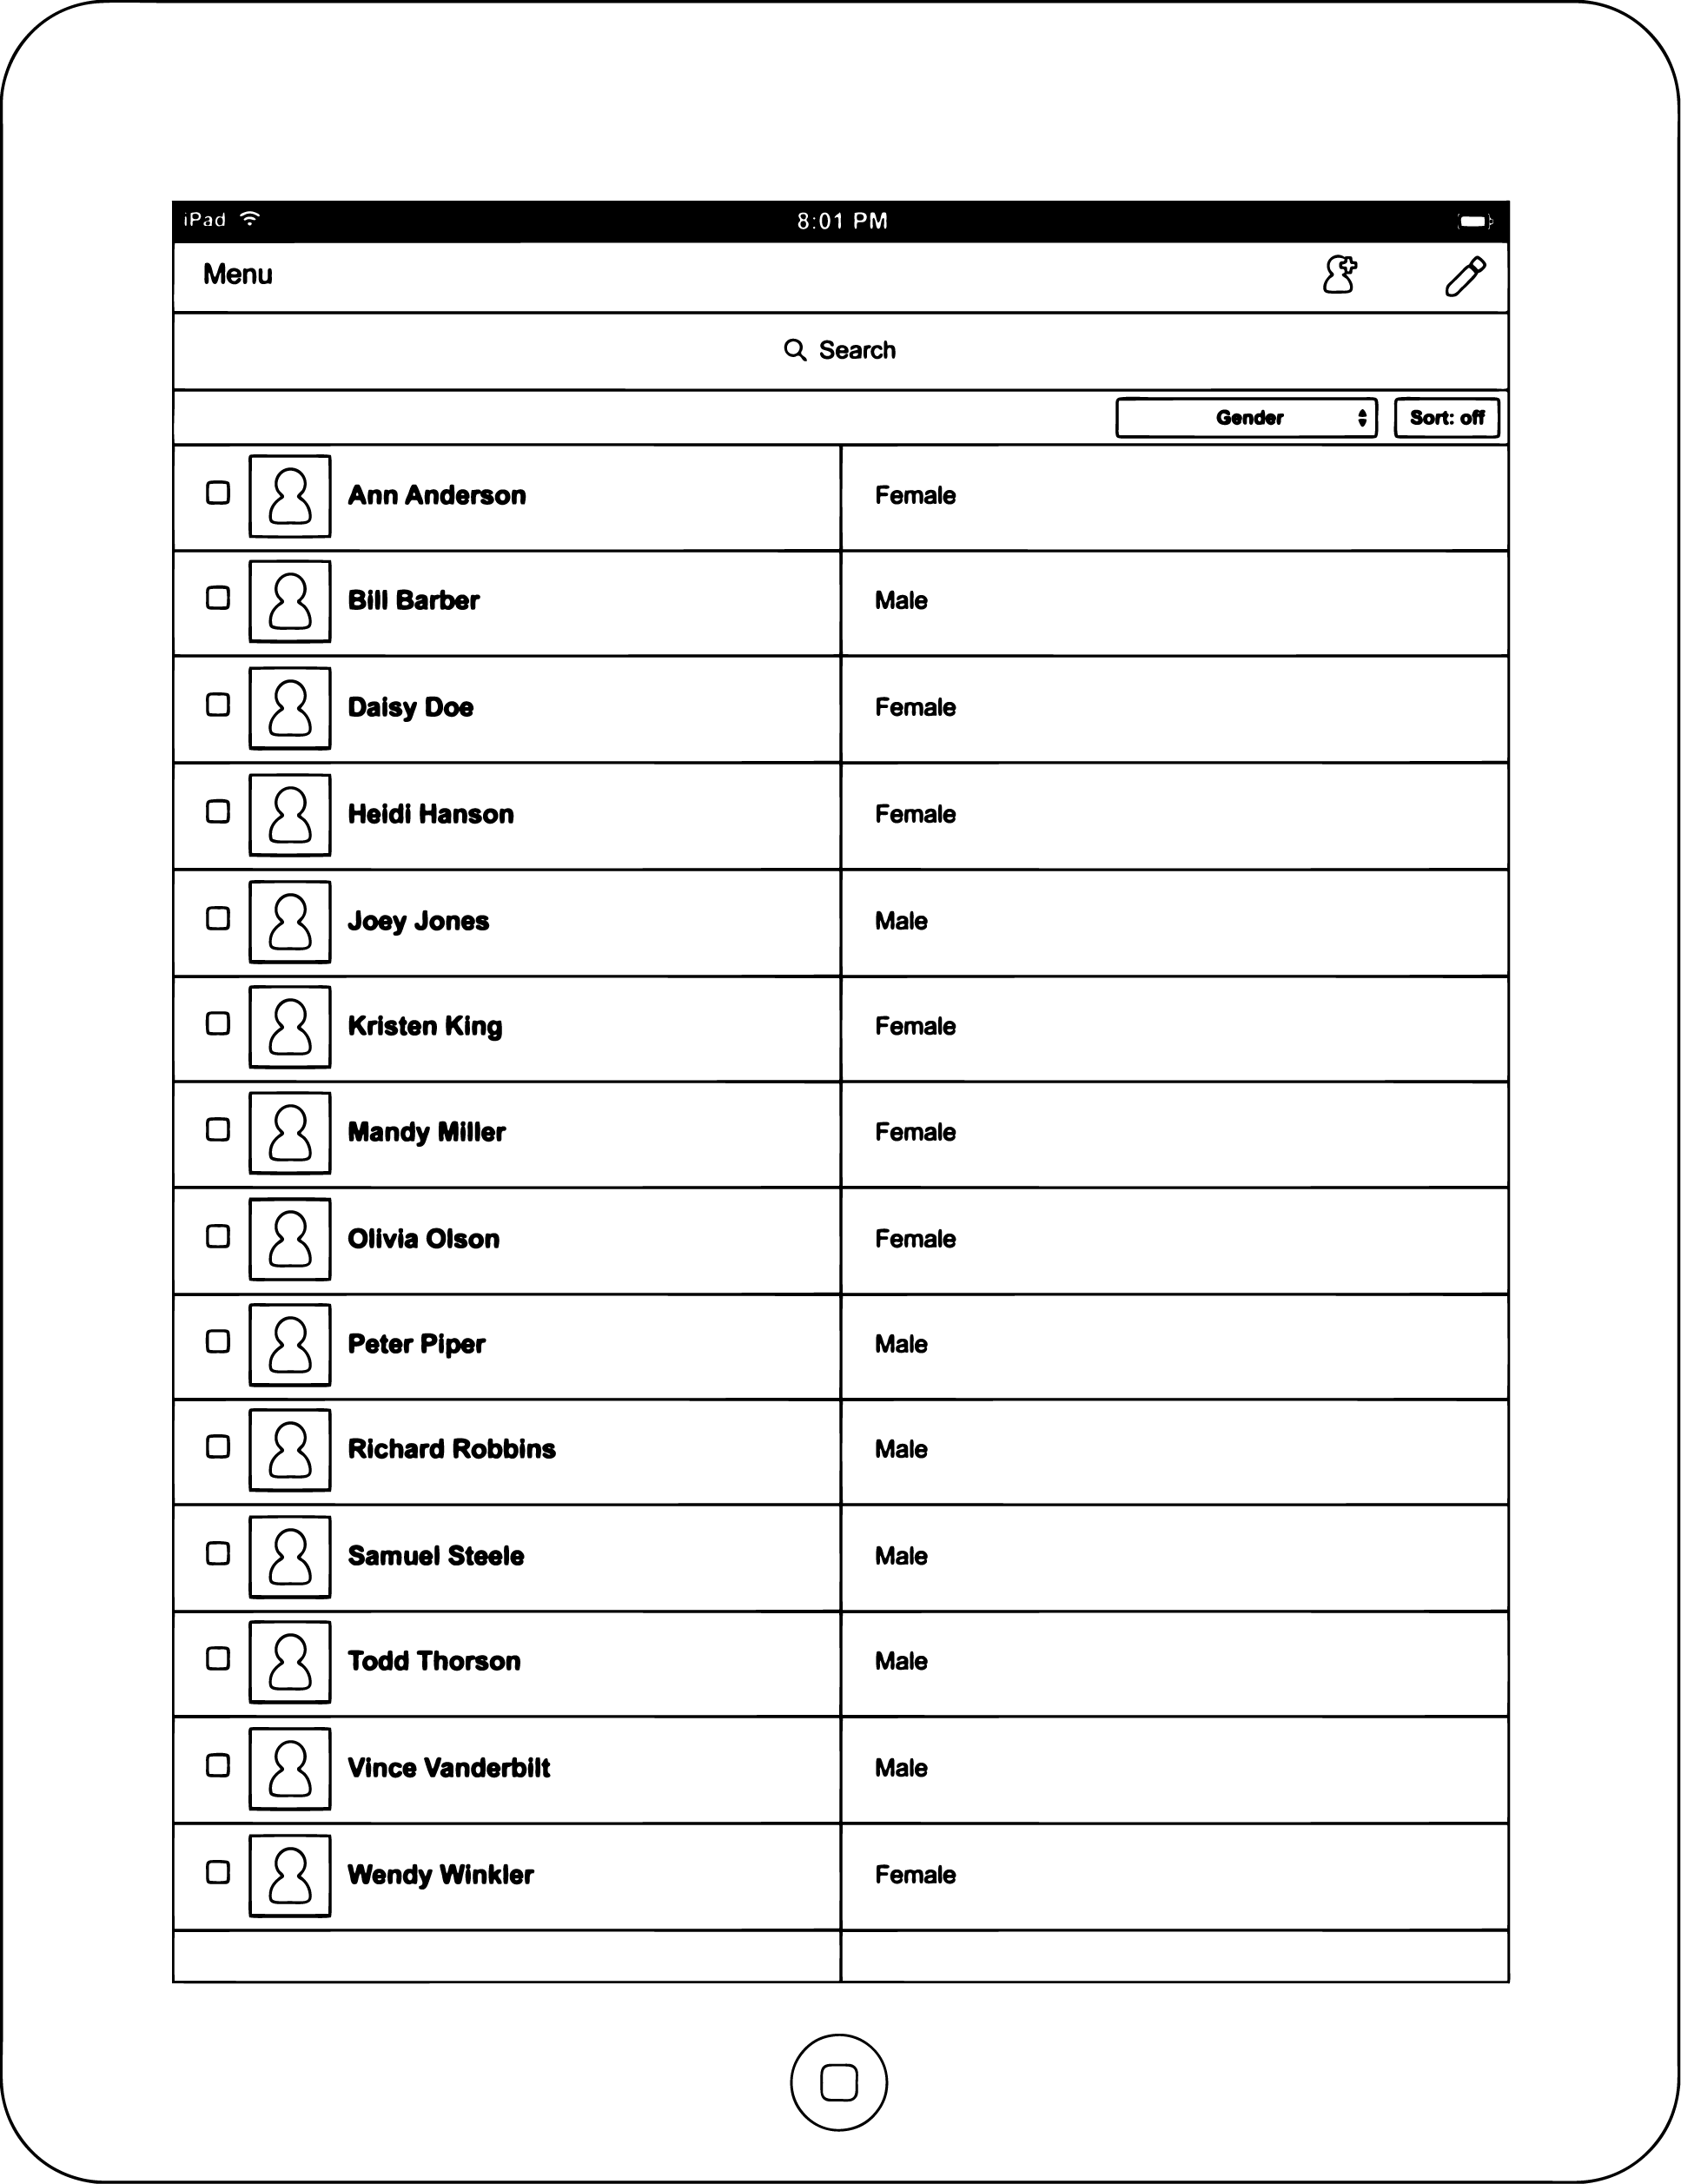 iPad 8:01 PM
Menu
Search
Gender Sort: off
Ann Anderson Female
Bill Barber Male
Daisy Doe Female
Heidi Hanson Female
Joey Jones Male
Kristen King Female
Mandy Miller Female
Olivia Olson Female
Peter Piper Male
Richard Robbins Male
Samuel Steele Male
Todd Thorson Male
Vince Vanderbilt Male
Wendy Winkler Female